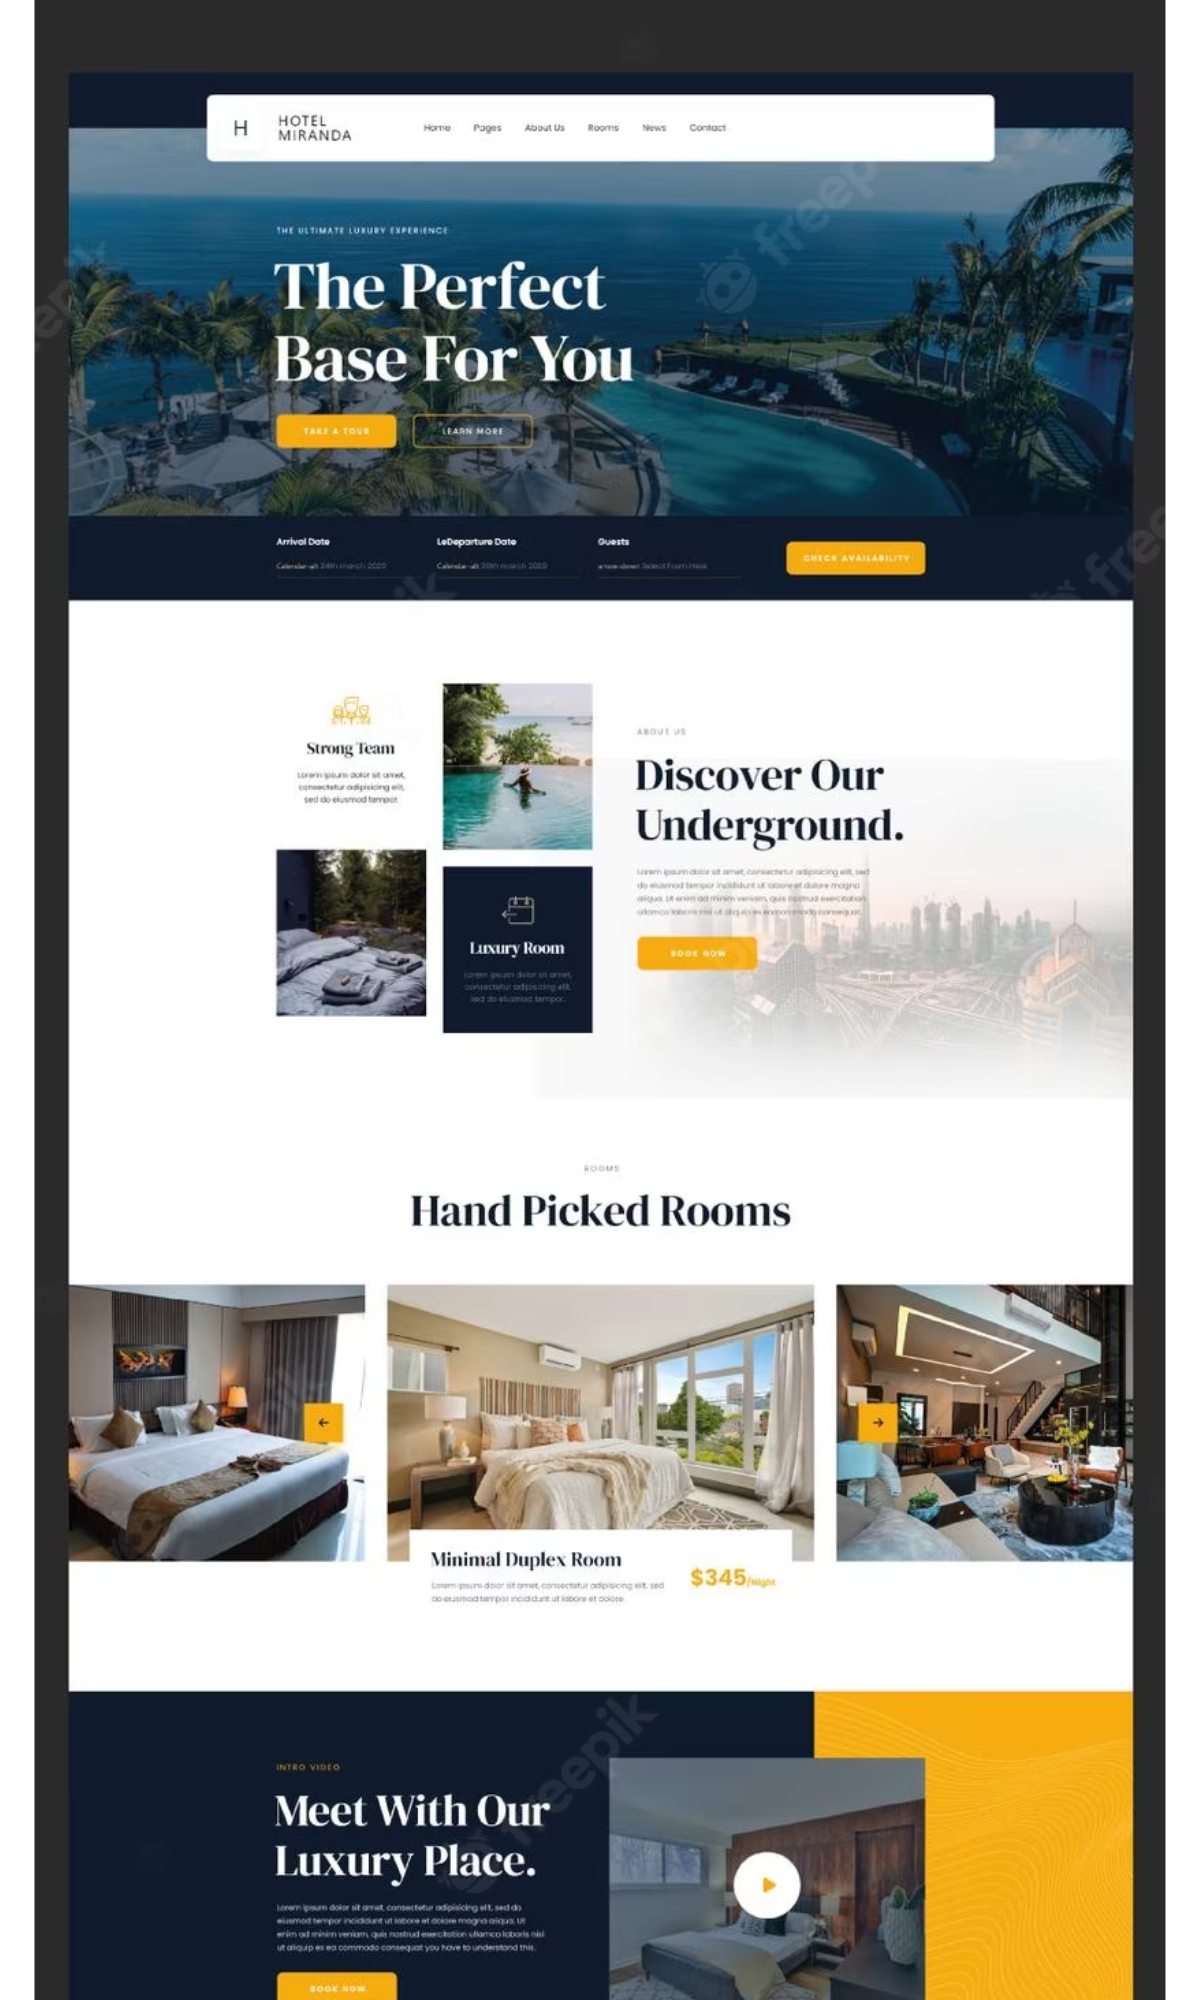 H
HOTEL
MIRANDA
Home Pages About Us Rooms News Contact
THE ULTIMATE LUXURY EXPERIENCE
The Perfect
Base For You
TAKE A TOUR
LEARN MORE
Arrival Date
Calendar-alt 24th march 2020
LeDeparture Date
Calendar-alt 30th march 2020
Guests
arrow-down Select From Here
CHECK AVAILABILITY
Strong Team
Lorem ipsum dolor sit amet,
consectetur adipisicing elit,
sed do eiusmod tempor.
Luxury Room
Lorem ipsum dolor sit amet,
consectetur adipisicing elit,
sed do eiusmod tempor.
ABOUT US
Discover Our
Underground.
Lorem ipsum dolor sit amet, consectetur adipisicing elit, sed
do eiusmod tempor incididunt ut labore et dolore magna
aliqua. Ut enim ad minim veniam, quis nostrud exercitation
ullamco laboris nisi ut aliquip ex ea commodo consequat.
BOOK NOW
ROOMS
Hand Picked Rooms
Minimal Duplex Room
Lorem ipsum dolor sit amet, consectetur adipisicing elit, sed
do eiusmod tempor incididunt ut labore et dolore.
$345/Night
INTRO VIDEO
Meet With Our
Luxury Place.
Lorem ipsum dolor sit amet, consectetur adipisicing elit, sed do
eiusmod tempor incididunt ut labore et dolore magna aliqua. Ut
enim ad minim veniam, quis nostrud exercitation ullamco laboris nisi
ut aliquip ex ea commodo consequat you have to understand this.
BOOK NOW
freepik
freepik